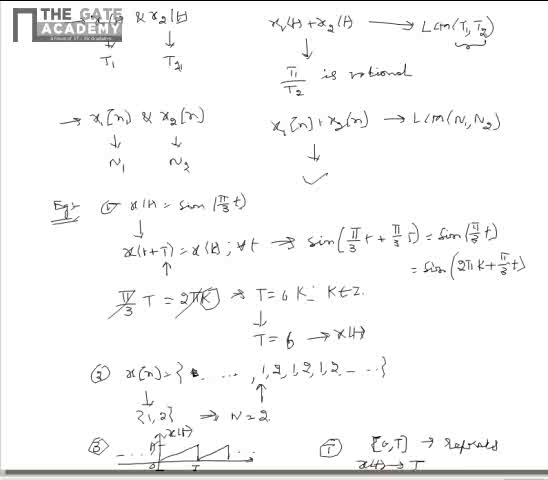 THE GATE ACADEMY
& x₂(t)   x₁(t) + x₂(t) → LCM(T₁, T₂)
↓ ↓ ↓
T₁   T₂   T₁/T₂ is rational
→ x₁[n] & x₂[n]   x₁[n] + x₂[n] → LCM(N₁, N₂)
↓ ↓ ↓
N₁   N₂   ✓
Eg:- ① x(t) = sin(π/3 t)
↓
x(t+T) = x(t) ; ∀t → sin(π/3 t + π/3 T) = sin(π/3 t)
= sin(2πK + π/3 t)
π/3 T = 2πK ⇒ T = 6K ; K∈Z.
↓
T = 6 → x(t)
② x[n] = { ... , 1, 2, 1, 2, 1, 2 ... }
↓
{1, 2} ⇒ N = 2
③ x(t)   ① [0,T] → repeats
0   T   x(t) → T